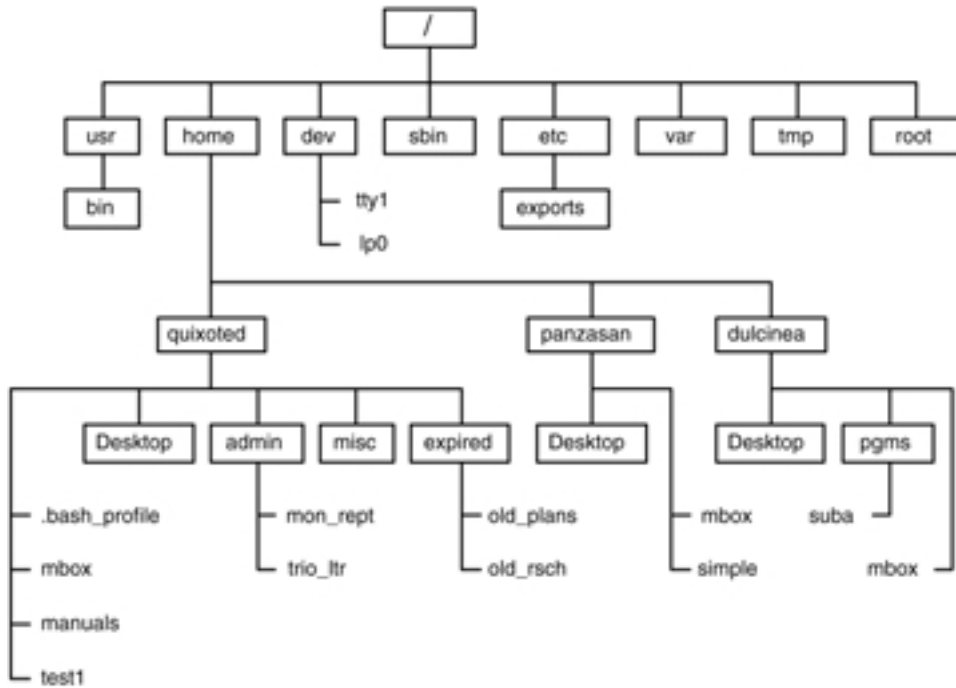 /
usr home dev sbin etc var tmp root
bin tty1 exports
lp0
quixoted panzasan dulcinea
Desktop admin misc expired Desktop Desktop pgms
.bash_profile mon_rept old_plans mbox suba
mbox trio_ltr old_rsch simple mbox
manuals
test1